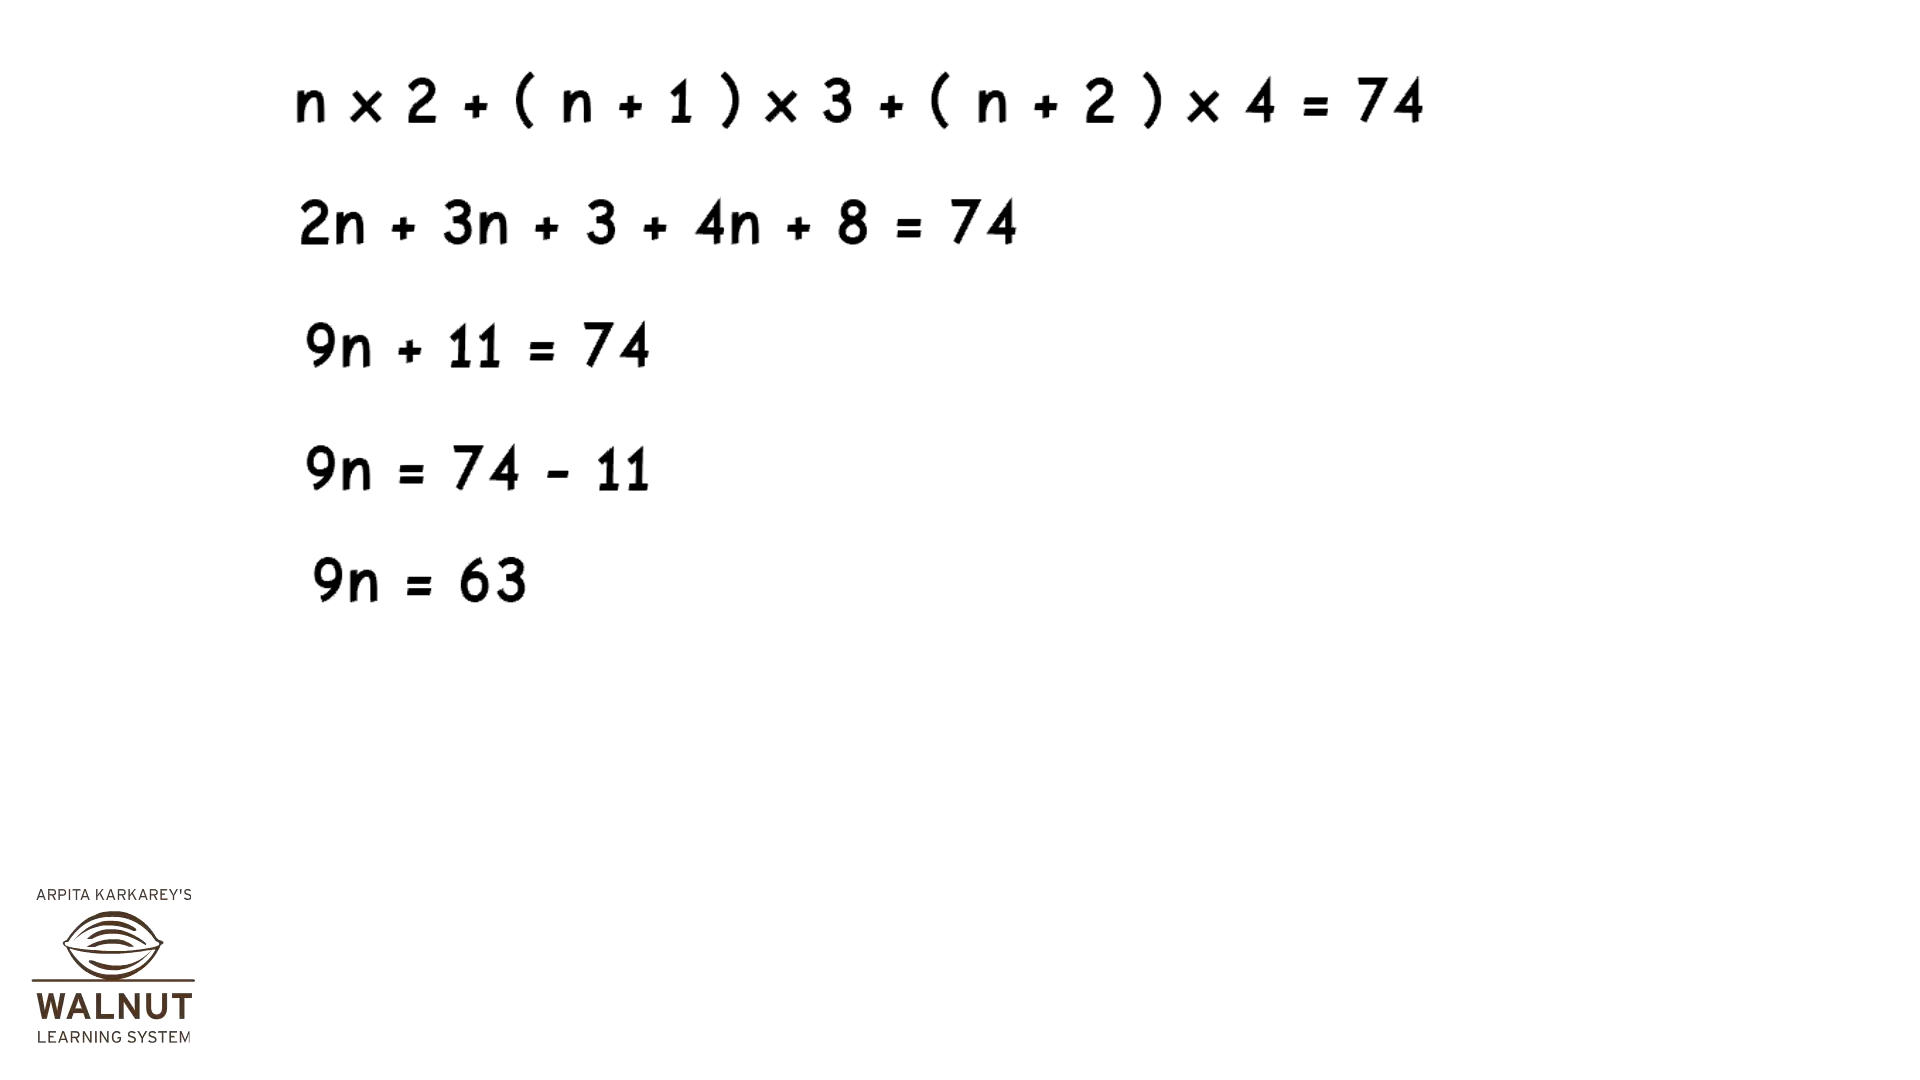 n x 2 + ( n + 1 ) x 3 + ( n + 2 ) x 4 = 74
2n + 3n + 3 + 4n + 8 = 74
9n + 11 = 74
9n = 74 - 11
9n = 63
ARPITA KARKAREY'S
WALNUT
LEARNING SYSTEM